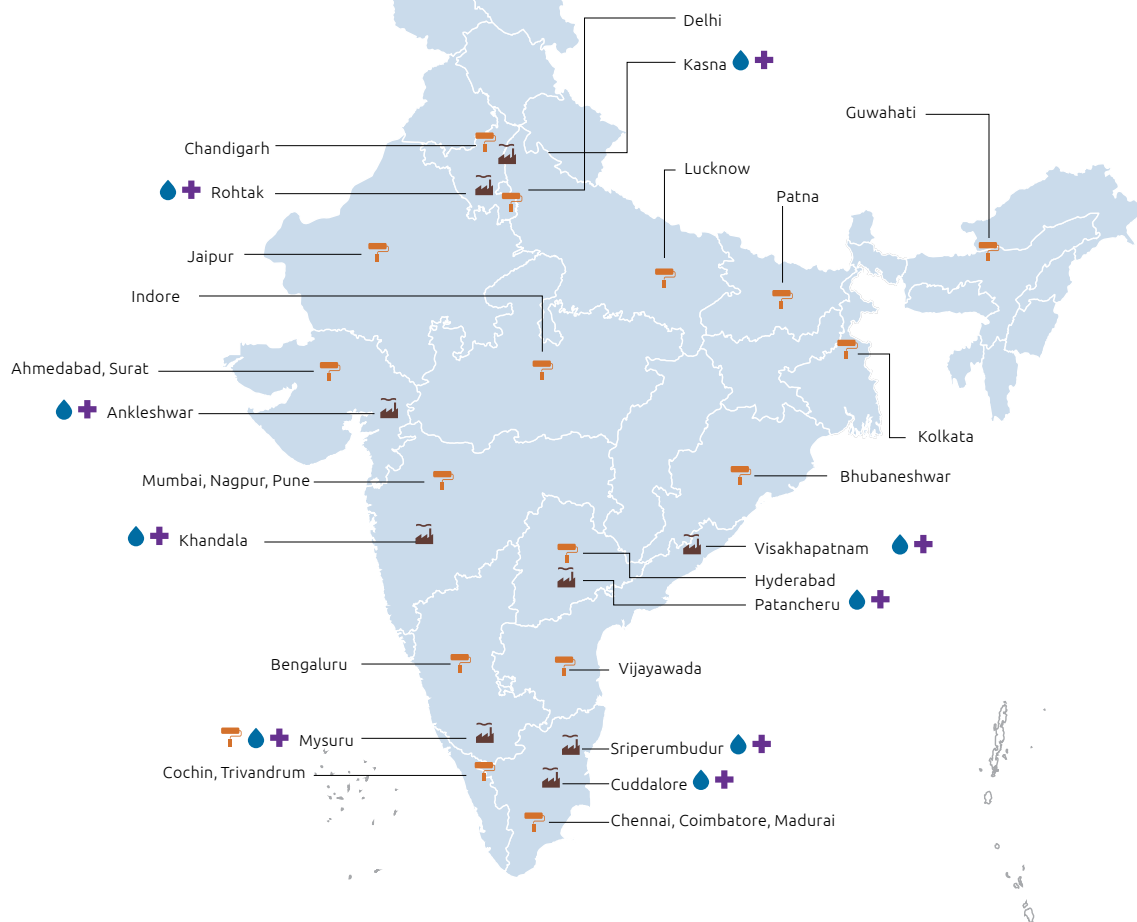 Delhi
Kasna
Guwahati
Chandigarh
Lucknow
Rohtak
Patna
Jaipur
Indore
Ahmedabad, Surat
Ankleshwar
Kolkata
Mumbai, Nagpur, Pune
Bhubaneshwar
Khandala
Visakhapatnam
Hyderabad
Patancheru
Bengaluru
Vijayawada
Mysuru
Sriperumbudur
Cochin, Trivandrum
Cuddalore
Chennai, Coimbatore, Madurai